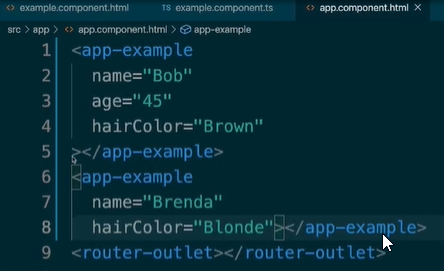 example.component.html TS example.component.ts app.component.html ×
src > app > app.component.html > app-example
1 <app-example
2 name="Bob"
3 age="45"
4 hairColor="Brown"
5 ></app-example>
6 <app-example
7 name="Brenda"
8 hairColor="Blonde"></app-example>
9 <router-outlet></router-outlet>